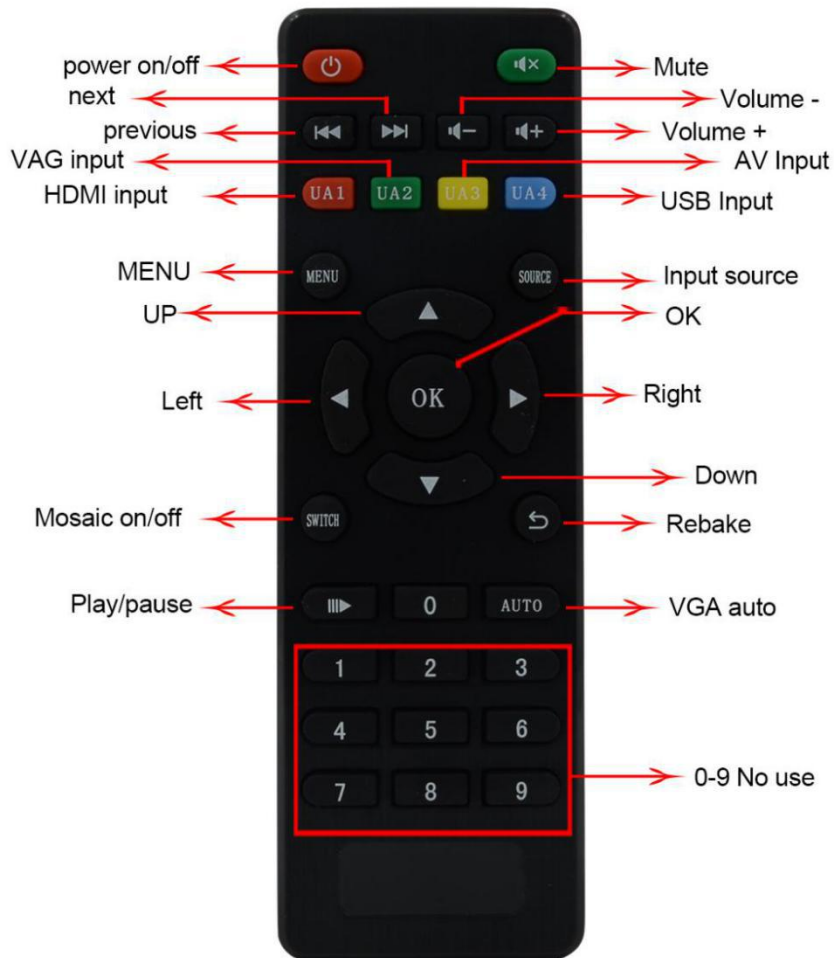 power on/off
Mute
next
Volume -
previous
Volume +
VAG input
AV Input
HDMI input
UA1 UA2 UA3 UA4
USB Input
MENU
MENU
SOURCE
Input source
UP
OK
Left
OK
Right
Down
Mosaic on/off
SWITCH
Rebake
Play/pause
0
AUTO
VGA auto
1 2 3
4 5 6
0-9 No use
7 8 9